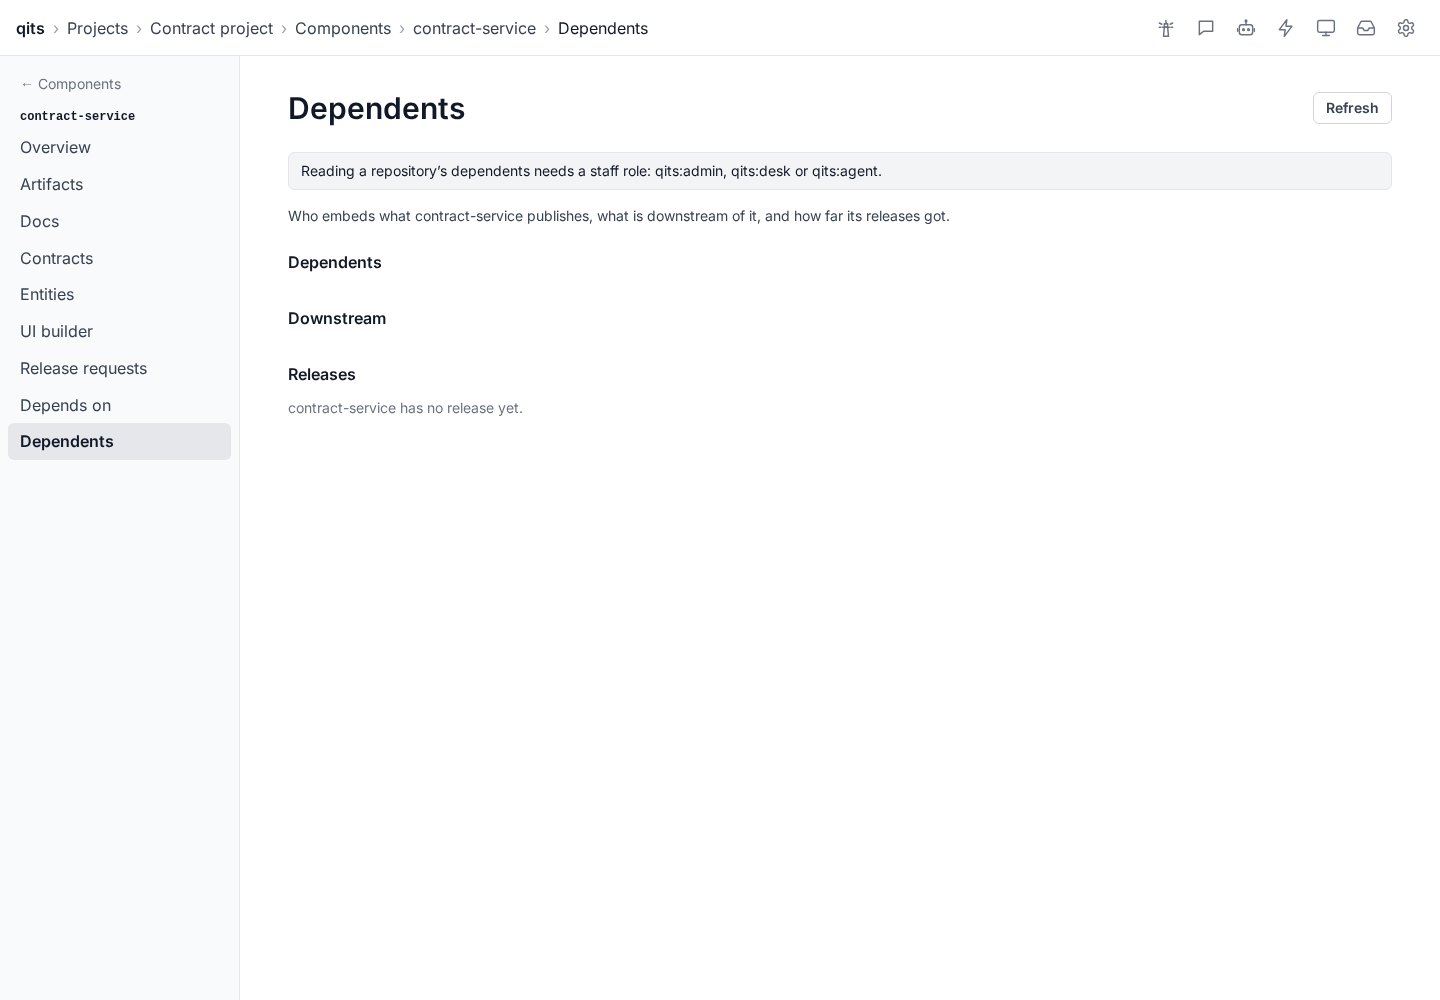 qits › Projects › Contract project › Components › contract-service › Dependents
← Components
contract-service
Overview
Artifacts
Docs
Contracts
Entities
UI builder
Release requests
Depends on
Dependents
Dependents
Refresh
Reading a repository’s dependents needs a staff role: qits:admin, qits:desk or qits:agent.
Who embeds what contract-service publishes, what is downstream of it, and how far its releases got.
Dependents
Downstream
Releases
contract-service has no release yet.